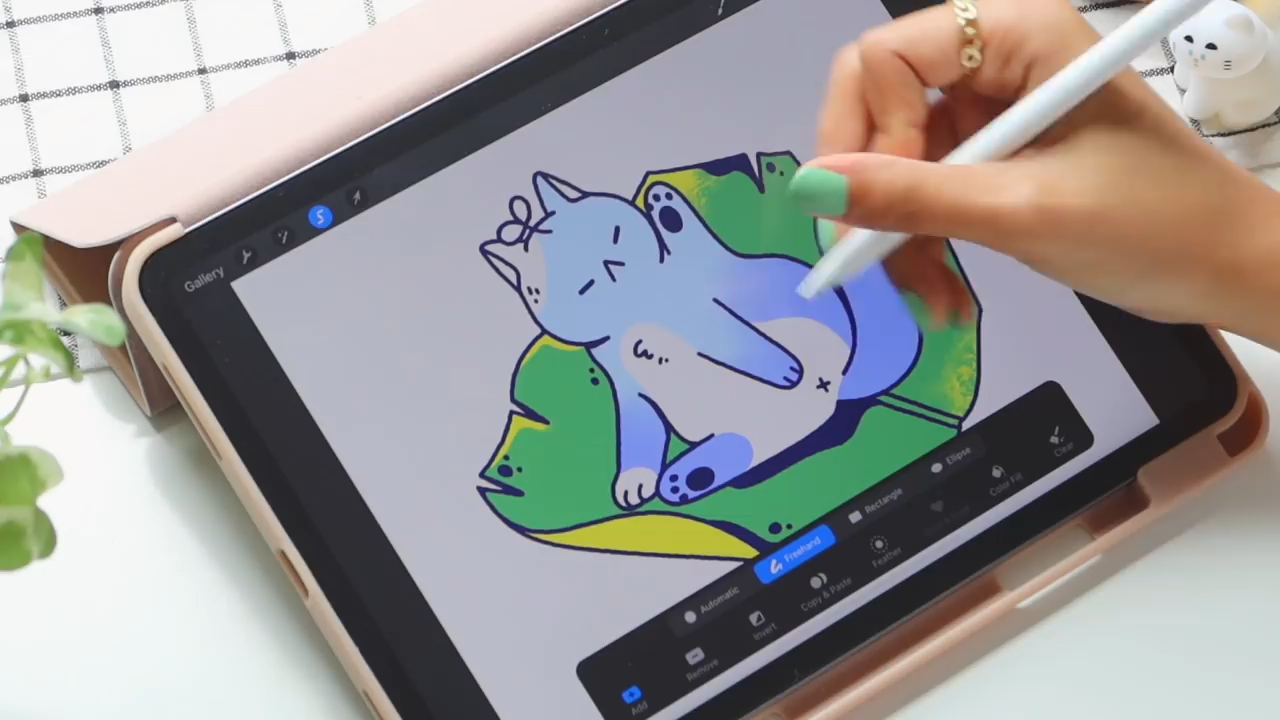 Gallery
S
Automatic
Freehand
Rectangle
Ellipse
Add
Remove
Invert
Copy & Paste
Feather
Color Fill
Clear